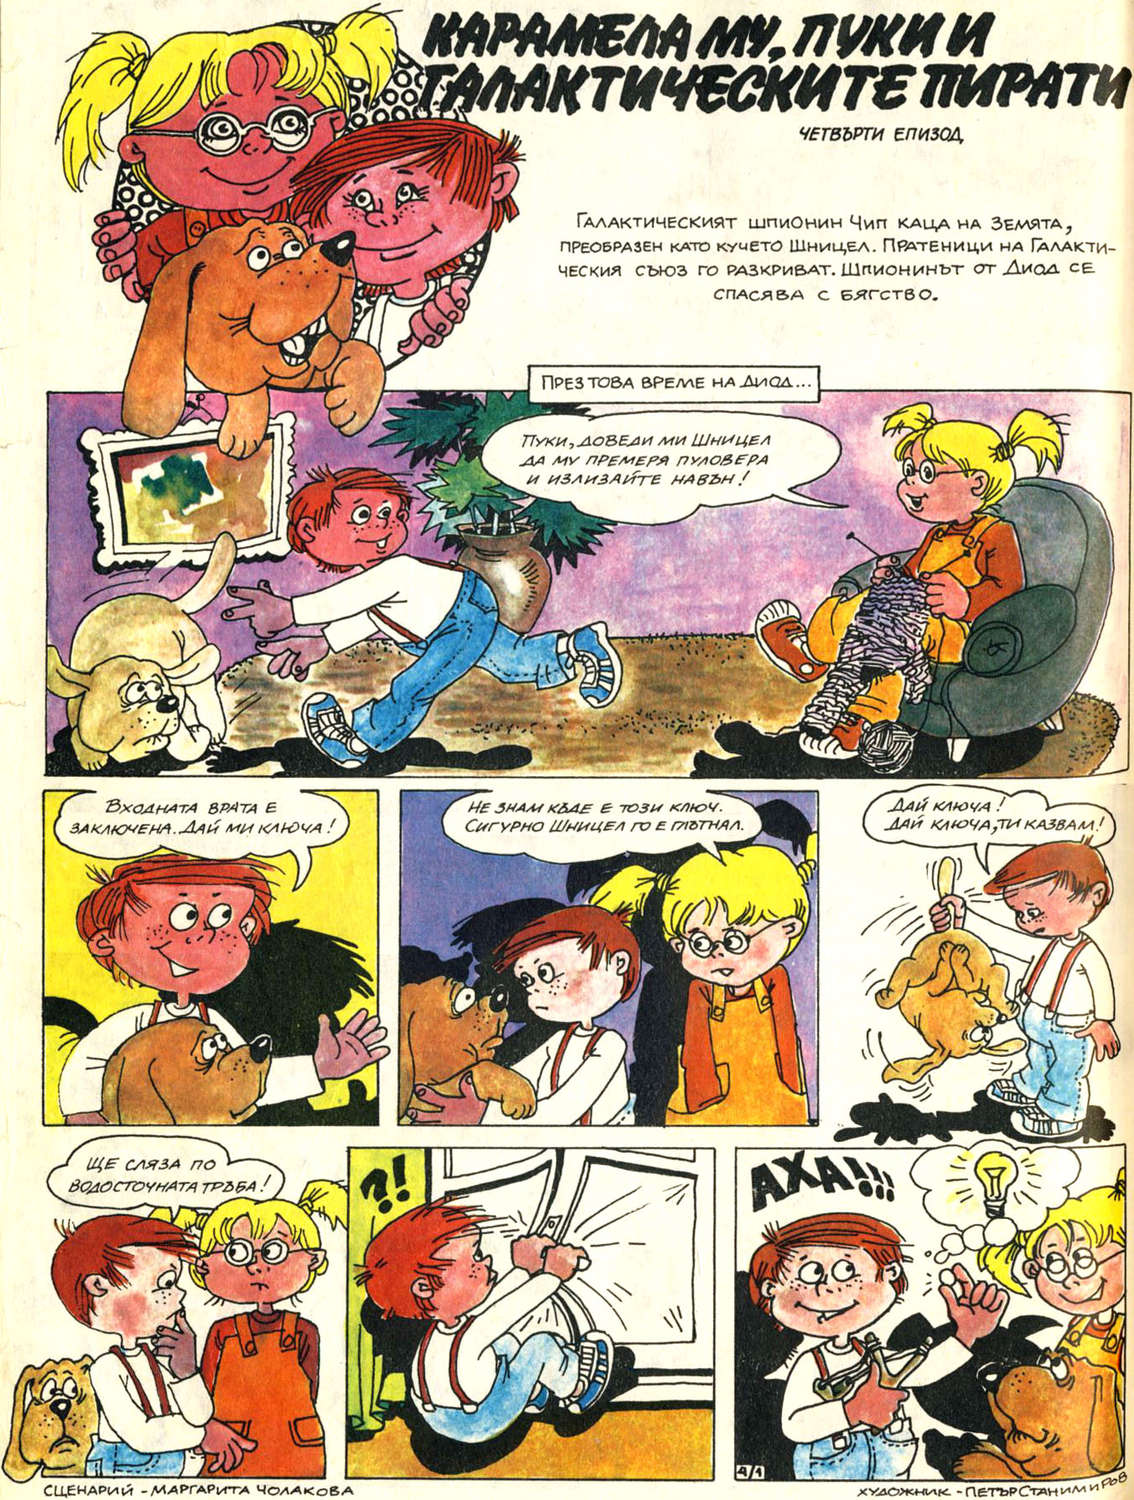 КАРАМЕЛА МУ, ПУКИ И
ГАЛАКТИЧЕСКИТЕ ПИРАТИ
ЧЕТВЪРТИ ЕПИЗОД
ГАЛАКТИЧЕСКИЯТ ШПИОНИН ЧИП КАЦА НА ЗЕМЯТА,
ПРЕОБРАЗЕН КАТО КУЧЕТО ШНИЦЕЛ. ПРАТЕНИЦИ НА ГАЛАКТИ-
ЧЕСКИЯ СЪЮЗ ГО РАЗКРИВАТ. ШПИОНИНЪТ ОТ ДИОД СЕ
СПАСЯВА С БЯГСТВО.
ПРЕЗ ТОВА ВРЕМЕ НА ДИОД...
ПУКИ, ДОВЕДИ МИ ШНИЦЕЛ
ДА МУ ПРЕМЕРЯ ПУЛОВЕРА
И ИЗЛИЗАЙТЕ НАВЪН!
ВХОДНАТА ВРАТА Е
ЗАКЛЮЧЕНА. ДАЙ МИ КЛЮЧА!
НЕ ЗНАМ КЪДЕ Е ТОЗИ КЛЮЧ.
СИГУРНО ШНИЦЕЛ ГО Е ГЛЪТНАЛ.
ДАЙ КЛЮЧА!
ДАЙ КЛЮЧА, ТИ КАЗВАМ!
ЩЕ СЛЯЗА ПО
ВОДОСТОЧНАТА ТРЪБА!
?!
АХА!!!
4/1
СЦЕНАРИЙ - МАРГАРИТА ЧОЛАКОВА
ХУДОЖНИК - ПЕТЪР СТАНИМИРОВ